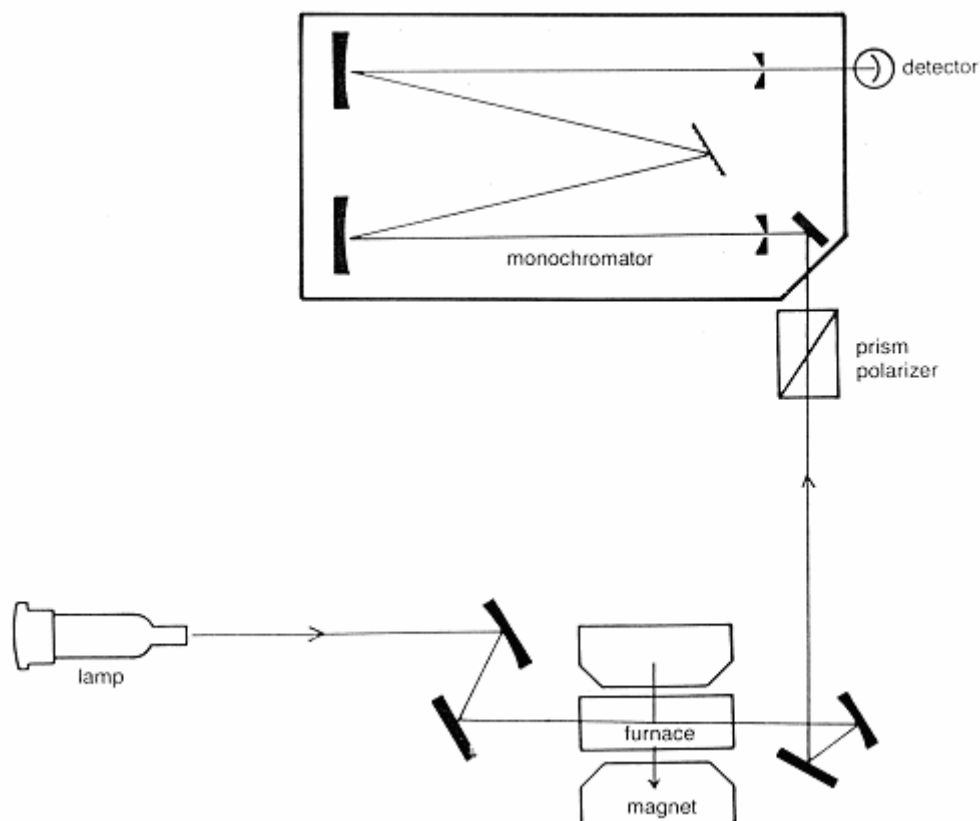 detector
monochromator
prism
polarizer
lamp
furnace
magnet